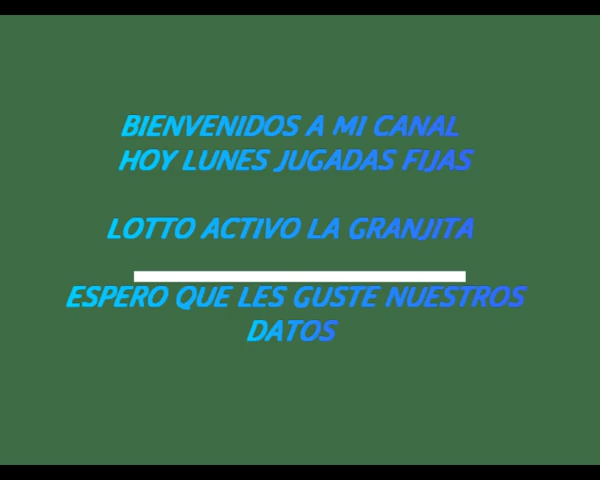 BIENVENIDOS A MI CANAL
HOY LUNES JUGADAS FIJAS
LOTTO ACTIVO LA GRANJITA
ESPERO QUE LES GUSTE NUESTROS
DATOS